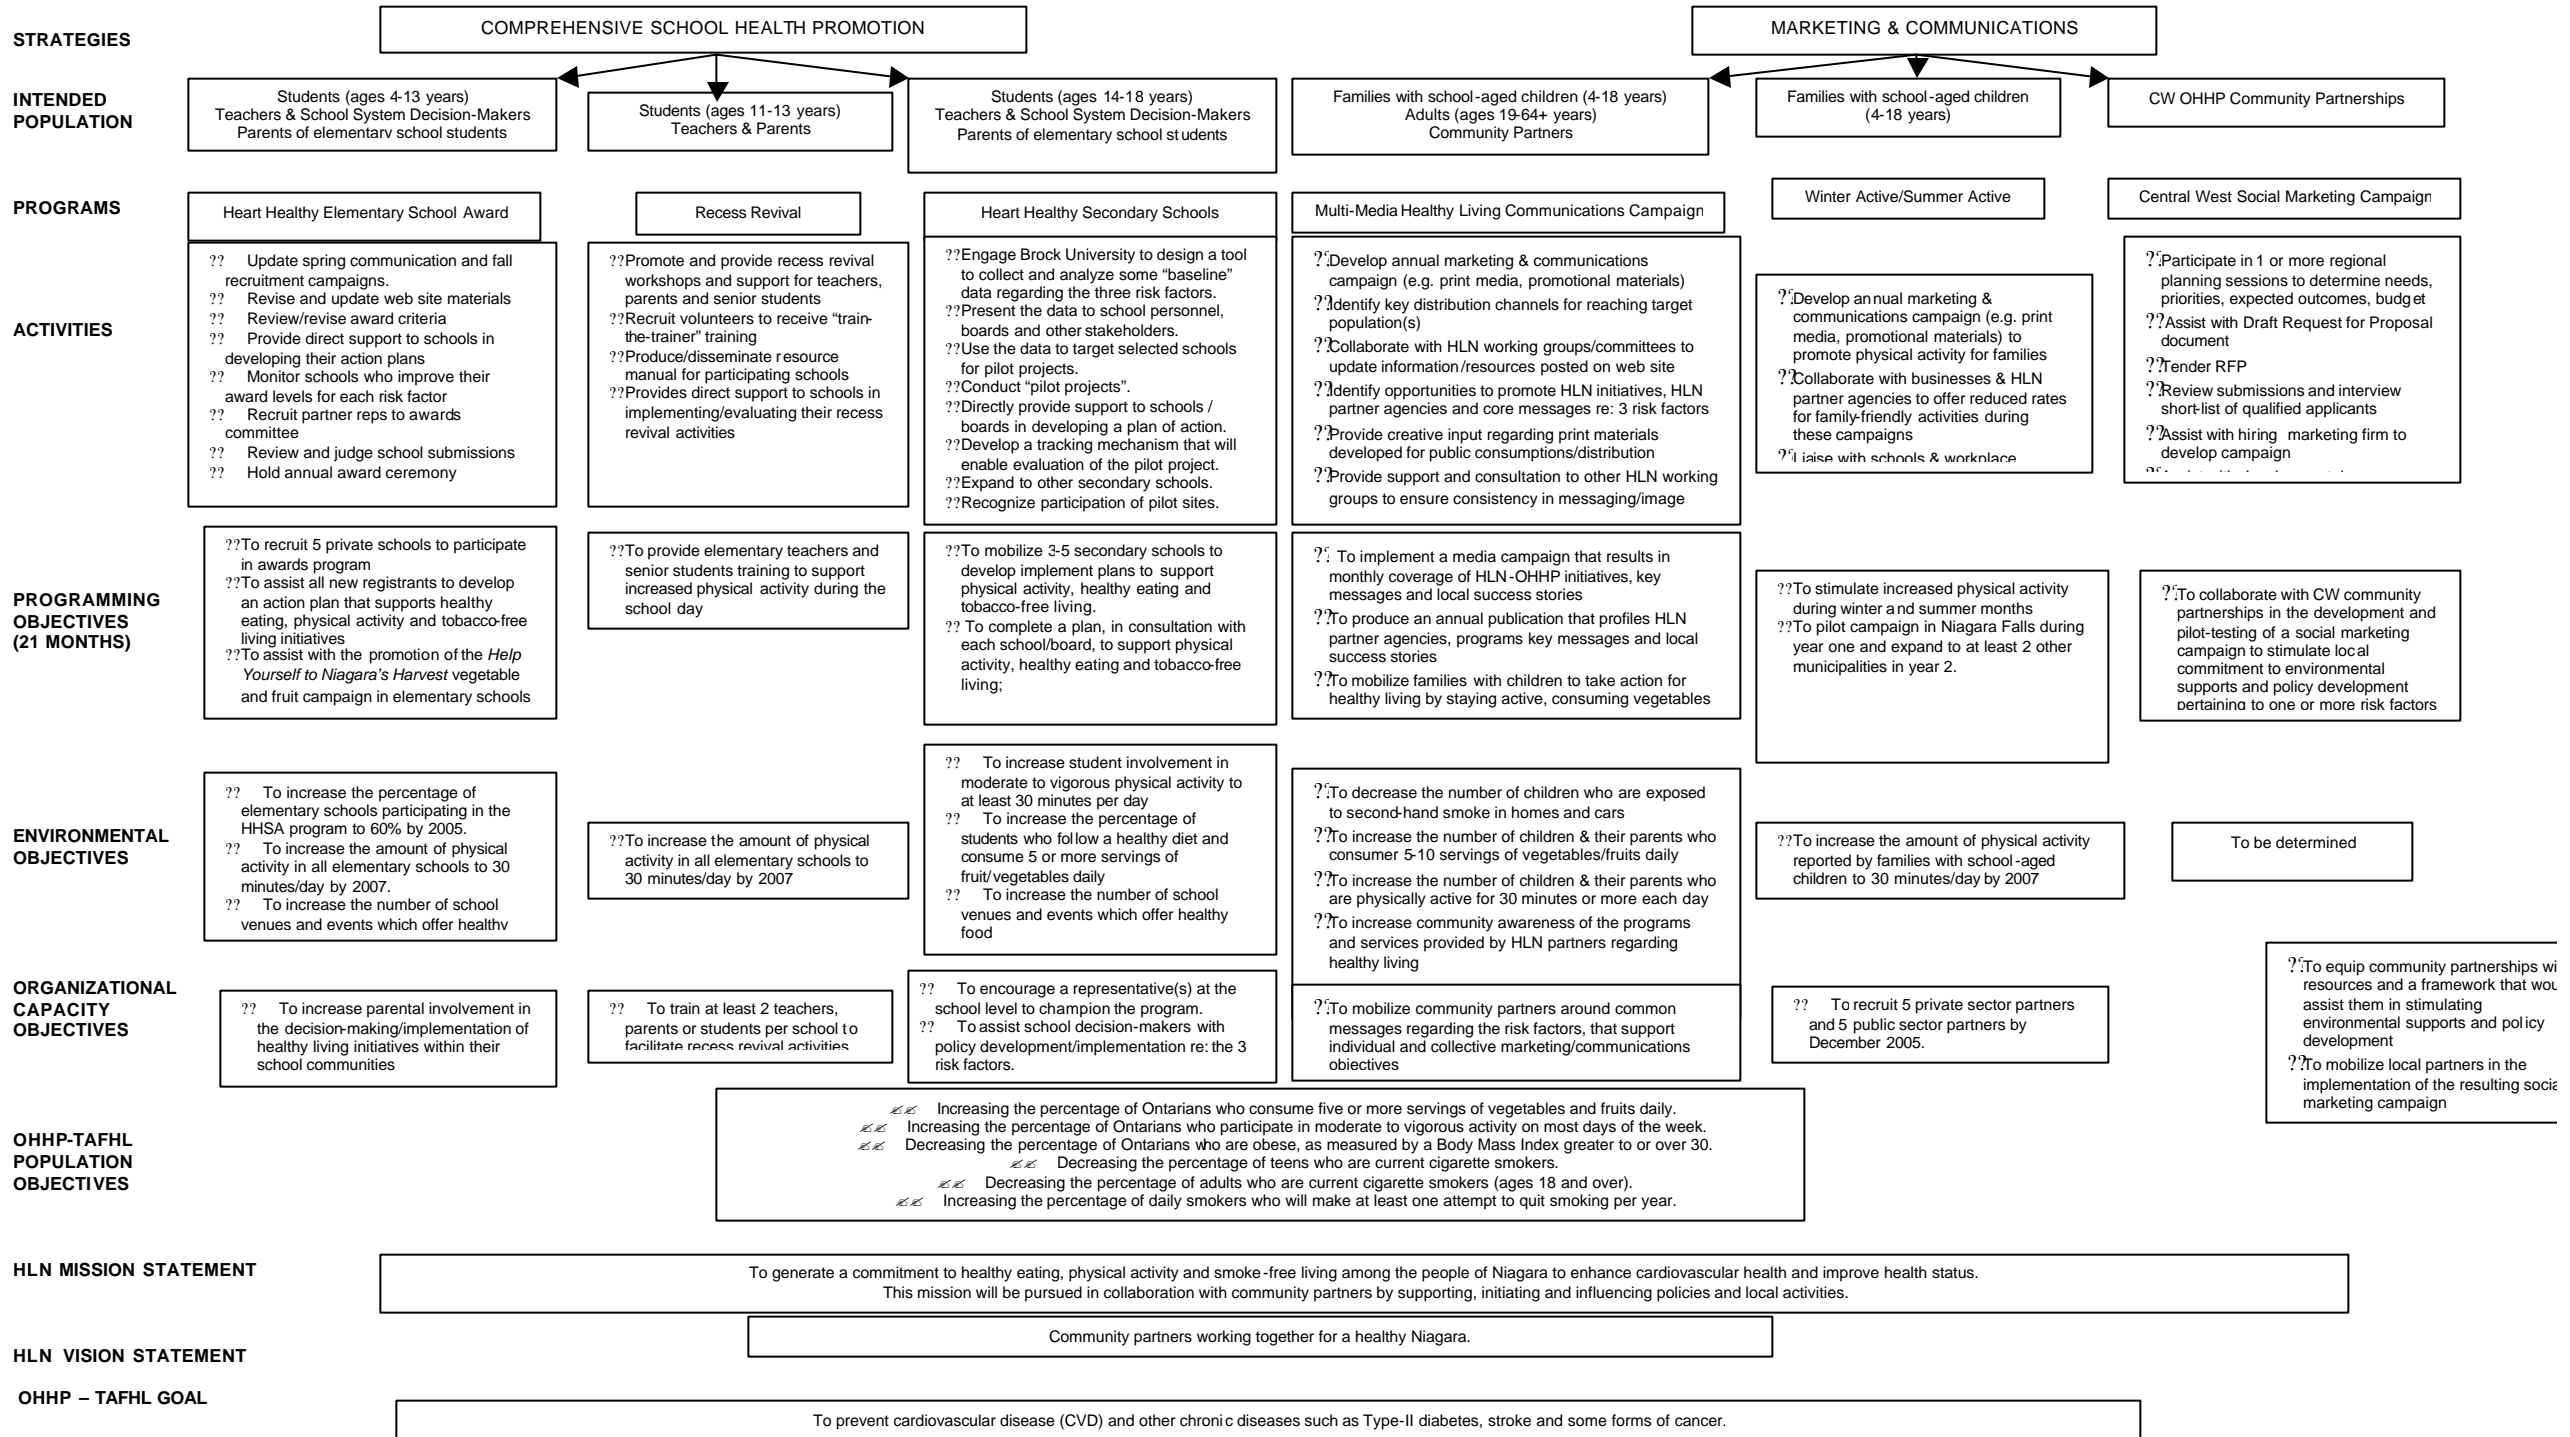 STRATEGIES
COMPREHENSIVE SCHOOL HEALTH PROMOTION
MARKETING & COMMUNICATIONS
INTENDED
POPULATION
Students (ages 4-13 years)
Teachers & School System Decision-Makers
Parents of elementary school students
Students (ages 11-13 years)
Teachers & Parents
Students (ages 14-18 years)
Teachers & School System Decision-Makers
Parents of elementary school students
Families with school-aged children (4-18 years)
Adults (ages 19-64+ years)
Community Partners
Families with school-aged children
(4-18 years)
CW OHHP Community Partnerships
PROGRAMS
Heart Healthy Elementary School Award
Recess Revival
Heart Healthy Secondary Schools
Multi-Media Healthy Living Communications Campaign
Winter Active/Summer Active
Central West Social Marketing Campaign
ACTIVITIES
?? Update spring communication and fall
recruitment campaigns.
?? Revise and update web site materials
?? Review/revise award criteria
?? Provide direct support to schools in
developing their action plans
?? Monitor schools who improve their
award levels for each risk factor
?? Recruit partner reps to awards
committee
?? Review and judge school submissions
?? Hold annual award ceremony
??Promote and provide recess revival
workshops and support for teachers,
parents and senior students
??Recruit volunteers to receive “train-
the-trainer” training
??Produce/disseminate resource
manual for participating schools
??Provides direct support to schools in
implementing/evaluating their recess
revival activities
??Engage Brock University to design a tool
to collect and analyze some “baseline”
data regarding the three risk factors.
??Present the data to school personnel,
boards and other stakeholders.
??Use the data to target selected schools
for pilot projects.
??Conduct “pilot projects”.
??Directly provide support to schools /
boards in developing a plan of action.
??Develop a tracking mechanism that will
enable evaluation of the pilot project.
??Expand to other secondary schools.
??Recognize participation of pilot sites.
??Develop annual marketing & communications
campaign (e.g. print media, promotional materials)
??Identify key distribution channels for reaching target
population(s)
??Collaborate with HLN working groups/committees to
update information/resources posted on web site
??Identify opportunities to promote HLN initiatives, HLN
partner agencies and core messages re: 3 risk factors
??Provide creative input regarding print materials
developed for public consumptions/distribution
??Provide support and consultation to other HLN working
groups to ensure consistency in messaging/image
??Develop annual marketing &
communications campaign (e.g. print
media, promotional materials) to
promote physical activity for families
??Collaborate with businesses & HLN
partner agencies to offer reduced rates
for family-friendly activities during
these campaigns
??Liaise with schools & workplace
??Participate in 1 or more regional
planning sessions to determine needs,
priorities, expected outcomes, budget
??Assist with Draft Request for Proposal
document
??Tender RFP
??Review submissions and interview
short-list of qualified applicants
??Assist with hiring marketing firm to
develop campaign
PROGRAMMING
OBJECTIVES
(21 MONTHS)
??To recruit 5 private schools to participate
in awards program
??To assist all new registrants to develop
an action plan that supports healthy
eating, physical activity and tobacco-free
living initiatives
??To assist with the promotion of the Help
Yourself to Niagara’s Harvest vegetable
and fruit campaign in elementary schools
??To provide elementary teachers and
senior students training to support
increased physical activity during the
school day
??To mobilize 3-5 secondary schools to
develop implement plans to support
physical activity, healthy eating and
tobacco-free living.
?? To complete a plan, in consultation with
each school/board, to support physical
activity, healthy eating and tobacco-free
living;
?? To implement a media campaign that results in
monthly coverage of HLN-OHHP initiatives, key
messages and local success stories
??To produce an annual publication that profiles HLN
partner agencies, programs key messages and local
success stories
??To mobilize families with children to take action for
healthy living by staying active, consuming vegetables
??To stimulate increased physical activity
during winter and summer months
??To pilot campaign in Niagara Falls during
year one and expand to at least 2 other
municipalities in year 2.
??To collaborate with CW community
partnerships in the development and
pilot-testing of a social marketing
campaign to stimulate local
commitment to environmental
supports and policy development
pertaining to one or more risk factors
ENVIRONMENTAL
OBJECTIVES
?? To increase the percentage of
elementary schools participating in the
HHSA program to 60% by 2005.
?? To increase the amount of physical
activity in all elementary schools to 30
minutes/day by 2007.
?? To increase the number of school
venues and events which offer healthy
??To increase the amount of physical
activity in all elementary schools to
30 minutes/day by 2007
?? To increase student involvement in
moderate to vigorous physical activity to
at least 30 minutes per day
?? To increase the percentage of
students who follow a healthy diet and
consume 5 or more servings of
fruit/vegetables daily
?? To increase the number of school
venues and events which offer healthy
food
??To decrease the number of children who are exposed
to second-hand smoke in homes and cars
??To increase the number of children & their parents who
consumer 5-10 servings of vegetables/fruits daily
??To increase the number of children & their parents who
are physically active for 30 minutes or more each day
??To increase community awareness of the programs
and services provided by HLN partners regarding
healthy living
??To increase the amount of physical activity
reported by families with school-aged
children to 30 minutes/day by 2007
To be determined
ORGANIZATIONAL
CAPACITY
OBJECTIVES
?? To increase parental involvement in
the decision-making/implementation of
healthy living initiatives within their
school communities
?? To train at least 2 teachers,
parents or students per school to
facilitate recess revival activities
?? To encourage a representative(s) at the
school level to champion the program.
?? To assist school decision-makers with
policy development/implementation re: the 3
risk factors.
??To mobilize community partners around common
messages regarding the risk factors, that support
individual and collective marketing/communications
objectives
?? To recruit 5 private sector partners
and 5 public sector partners by
December 2005.
??To equip community partnerships wi
resources and a framework that wou
assist them in stimulating
environmental supports and policy
development
??To mobilize local partners in the
implementation of the resulting socia
marketing campaign
OHHP-TAFHL
POPULATION
OBJECTIVES
Increasing the percentage of Ontarians who consume five or more servings of vegetables and fruits daily.
Increasing the percentage of Ontarians who participate in moderate to vigorous activity on most days of the week.
Decreasing the percentage of Ontarians who are obese, as measured by a Body Mass Index greater to or over 30.
Decreasing the percentage of teens who are current cigarette smokers.
Decreasing the percentage of adults who are current cigarette smokers (ages 18 and over).
Increasing the percentage of daily smokers who will make at least one attempt to quit smoking per year.
HLN MISSION STATEMENT
To generate a commitment to healthy eating, physical activity and smoke-free living among the people of Niagara to enhance cardiovascular health and improve health status.
This mission will be pursued in collaboration with community partners by supporting, initiating and influencing policies and local activities.
HLN VISION STATEMENT
Community partners working together for a healthy Niagara.
OHHP – TAFHL GOAL
To prevent cardiovascular disease (CVD) and other chronic diseases such as Type-II diabetes, stroke and some forms of cancer.